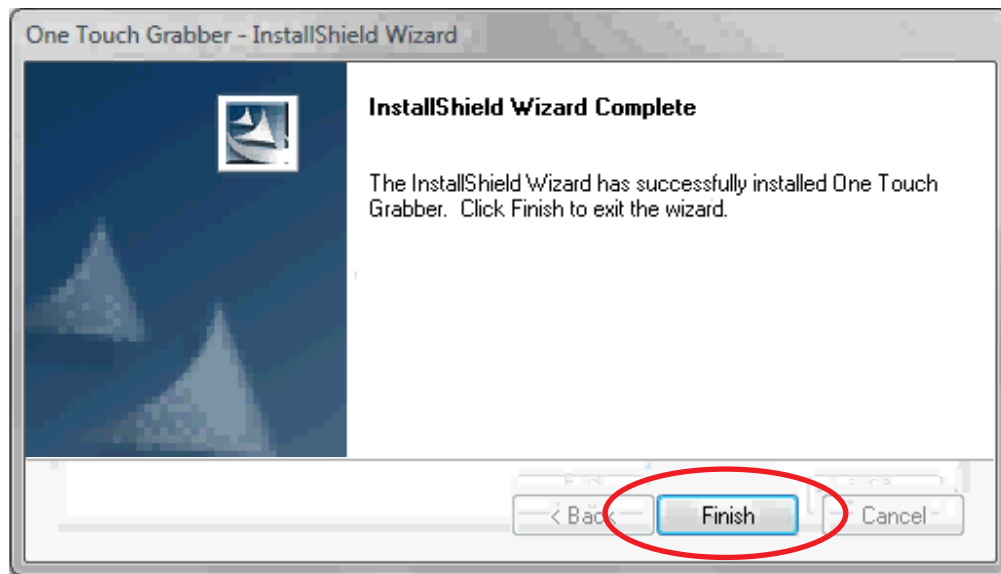 One Touch Grabber - InstallShield Wizard
InstallShield Wizard Complete
The InstallShield Wizard has successfully installed One Touch
Grabber. Click Finish to exit the wizard.
< Back Finish Cancel